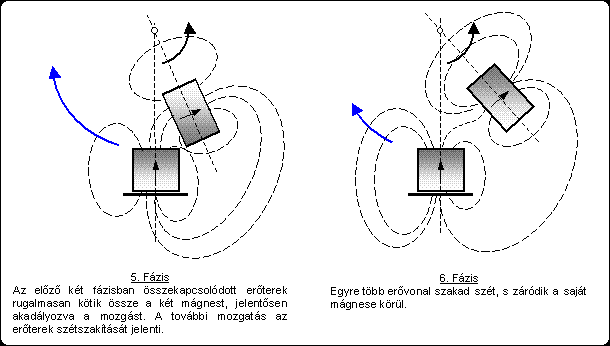 5. Fázis
Az előző két fázisban összekapcsolódott erőterek
rugalmasan kötik össze a két mágnest, jelentősen
akadályozva a mozgást. A további mozgatás az
erőterek szétszakítását jelenti.
6. Fázis
Egyre több erővonal szakad szét, s záródik a saját
mágnese körül.